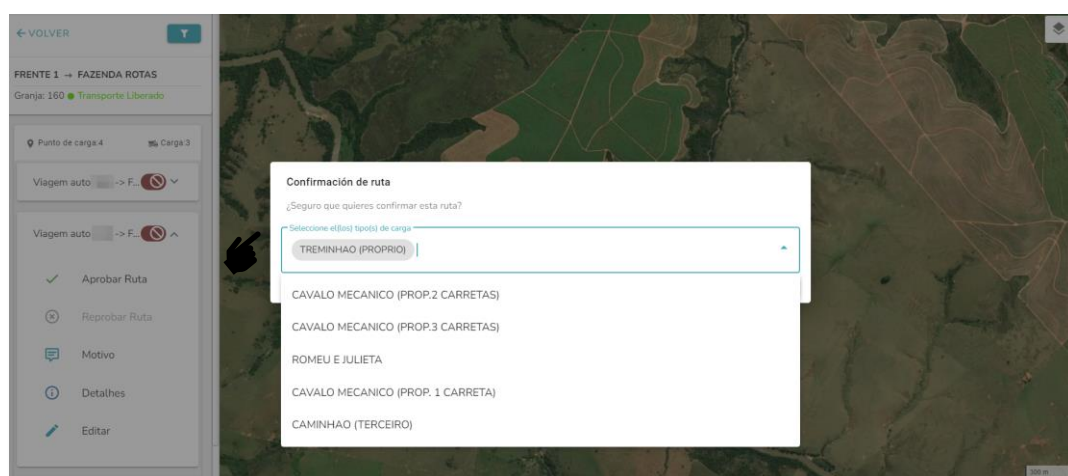 VOLVER
FRENTE 1 → FAZENDA ROTAS
Granja: 160 Transporte Liberado
Punto de carga:4 Carga:3
Viagem auto -> F...
Viagem auto -> F...
Aprobar Ruta
Reprobar Ruta
Motivo
Detalhes
Editar
Confirmación de ruta
¿Seguro que quieres confirmar esta ruta?
Seleccione el(los) tipo(s) de carga
TREMINHAO (PROPRIO)
CAVALO MECANICO (PROP.2 CARRETAS)
CAVALO MECANICO (PROP.3 CARRETAS)
ROMEU E JULIETA
CAVALO MECANICO (PROP. 1 CARRETA)
CAMINHAO (TERCEIRO)
300 m